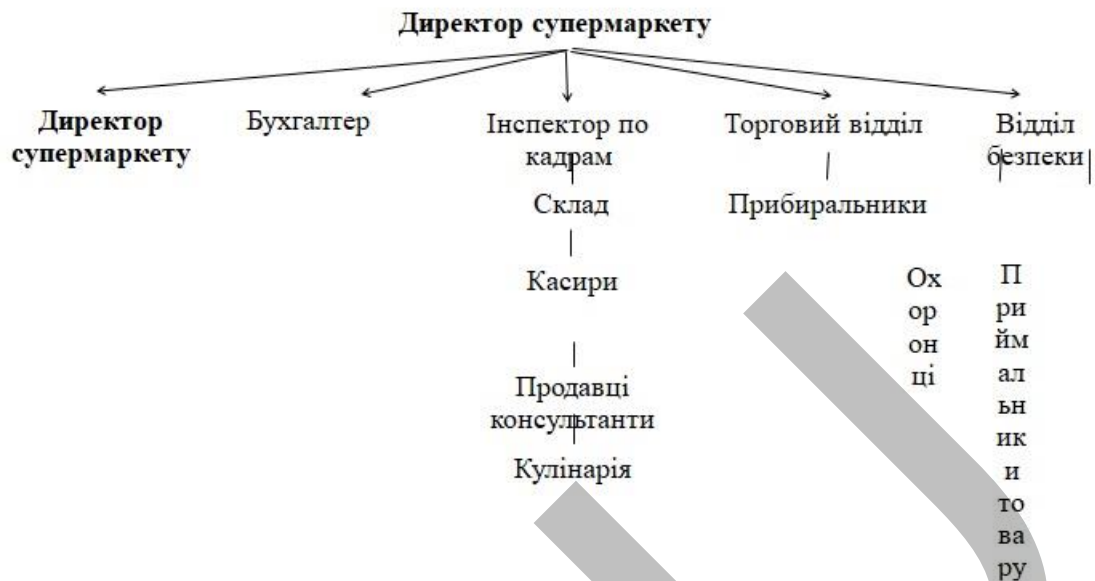 Директор супермаркету
Директор
супермаркету
Бухгалтер
Інспектор по
кадрам
Торговий відділ
Відділ
безпеки
Склад
Прибиральники
Касири
Продавці
консультанти
Кулінарія
Ох
ор
он
ці
П
ри
йм
ал
ьн
ик
и
то
ва
ру